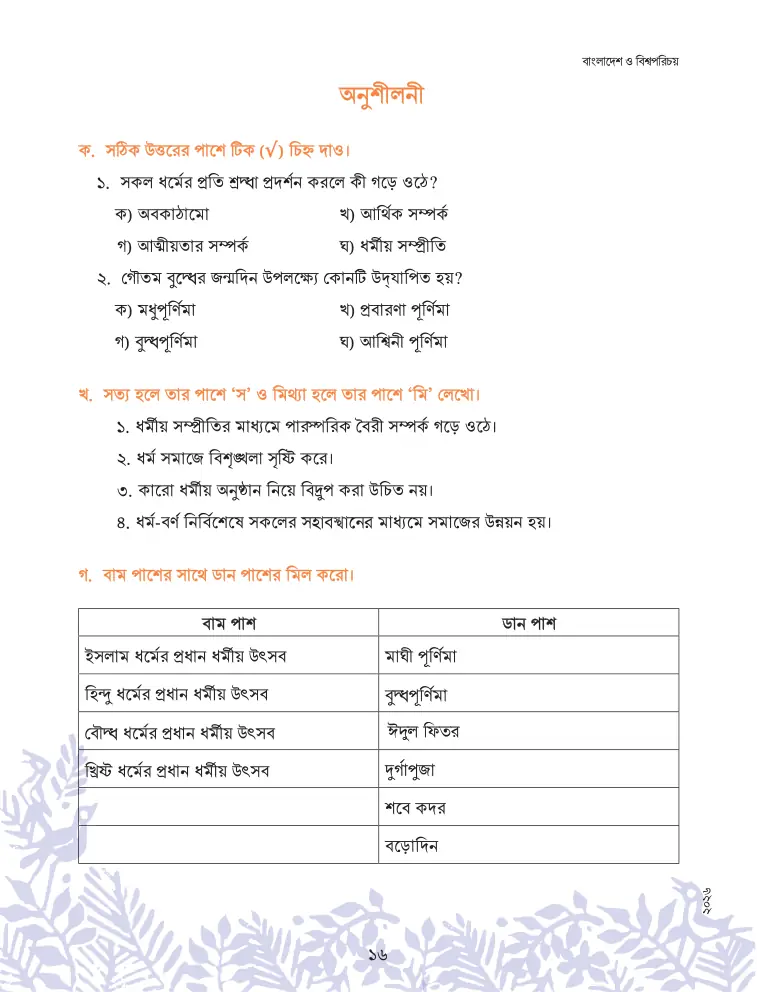 বাংলাদেশ ও বিশ্বপরিচয়
অনুশীলনী
ক. সঠিক উত্তরের পাশে টিক (√) চিহ্ন দাও।
১. সকল ধর্মের প্রতি শ্রদ্ধা প্রদর্শন করলে কী গড়ে ওঠে?
ক) অবকাঠামো খ) আর্থিক সম্পর্ক
গ) আত্মীয়তার সম্পর্ক ঘ) ধর্মীয় সম্প্রীতি
২. গৌতম বুদ্ধের জন্মদিন উপলক্ষ্যে কোনটি উদ্‌যাপিত হয়?
ক) মধুপূর্ণিমা খ) প্রবারণা পূর্ণিমা
গ) বুদ্ধপূর্ণিমা ঘ) আশ্বিনী পূর্ণিমা
খ. সত্য হলে তার পাশে ‘স’ ও মিথ্যা হলে তার পাশে ‘মি’ লেখো।
১. ধর্মীয় সম্প্রীতির মাধ্যমে পারস্পরিক বৈরী সম্পর্ক গড়ে ওঠে।
২. ধর্ম সমাজে বিশৃঙ্খলা সৃষ্টি করে।
৩. কারো ধর্মীয় অনুষ্ঠান নিয়ে বিদ্রুপ করা উচিত নয়।
৪. ধর্ম-বর্ণ নির্বিশেষে সকলের সহাবস্থানের মাধ্যমে সমাজের উন্নয়ন হয়।
গ. বাম পাশের সাথে ডান পাশের মিল করো।
বাম পাশ ডান পাশ
ইসলাম ধর্মের প্রধান ধর্মীয় উৎসব মাঘী পূর্ণিমা
হিন্দু ধর্মের প্রধান ধর্মীয় উৎসব বুদ্ধপূর্ণিমা
বৌদ্ধ ধর্মের প্রধান ধর্মীয় উৎসব ঈদুল ফিতর
খ্রিষ্ট ধর্মের প্রধান ধর্মীয় উৎসব দুর্গাপুজা
শবে কদর
বড়োদিন
২০২৬
১৬